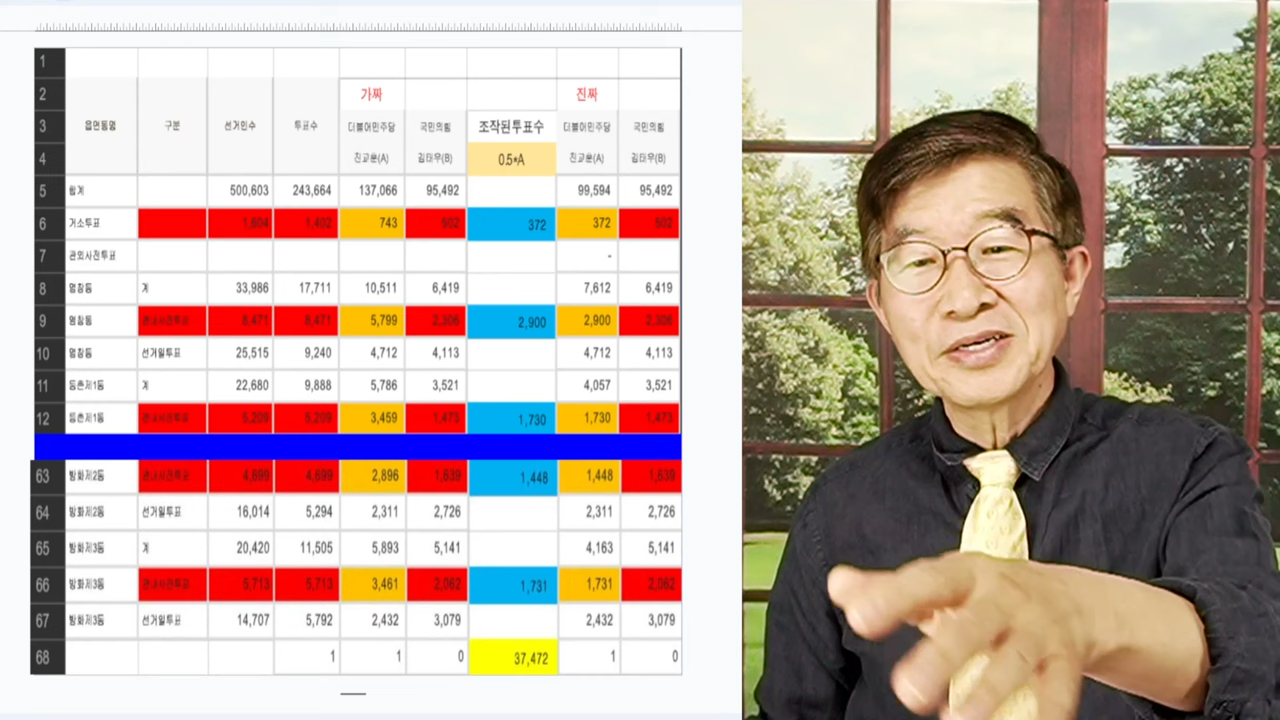 1
2 가짜 진짜
3 읍면동명 구분 선거인수 투표수 더불어민주당 국민의힘 조작된투표수 더불어민주당 국민의힘
4 진교훈(A) 김태우(B) 0.5*A 진교훈(A) 김태우(B)
5 합계 500,603 243,664 137,066 95,492 99,594 95,492
6 거소투표 1,604 1,402 743 502 372 372 502
7 관외사전투표 -
8 염창동 계 33,986 17,711 10,511 6,419 7,612 6,419
9 염창동 관내사전투표 8,471 8,471 5,799 2,306 2,900 2,900 2,306
10 염창동 선거일투표 25,515 9,240 4,712 4,113 4,712 4,113
11 등촌제1동 계 22,680 9,888 5,786 3,521 4,057 3,521
12 등촌제1동 관내사전투표 5,209 5,209 3,459 1,473 1,730 1,730 1,473
63 방화제2동 관내사전투표 4,699 4,699 2,896 1,639 1,448 1,448 1,639
64 방화제2동 선거일투표 16,014 5,294 2,311 2,726 2,311 2,726
65 방화제3동 계 20,420 11,505 5,893 5,141 4,163 5,141
66 방화제3동 관내사전투표 5,713 5,713 3,461 2,062 1,731 1,731 2,062
67 방화제3동 선거일투표 14,707 5,792 2,432 3,079 2,432 3,079
68 1 1 0 37,472 1 0